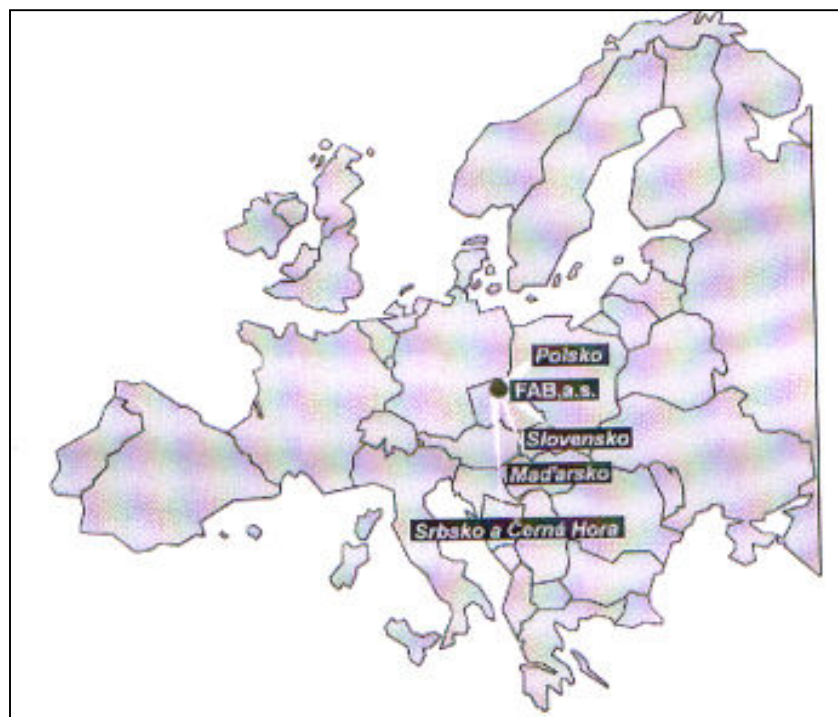 Polsko
FAB,a.s.
Slovensko
Maďarsko
Srbsko a Černá Hora